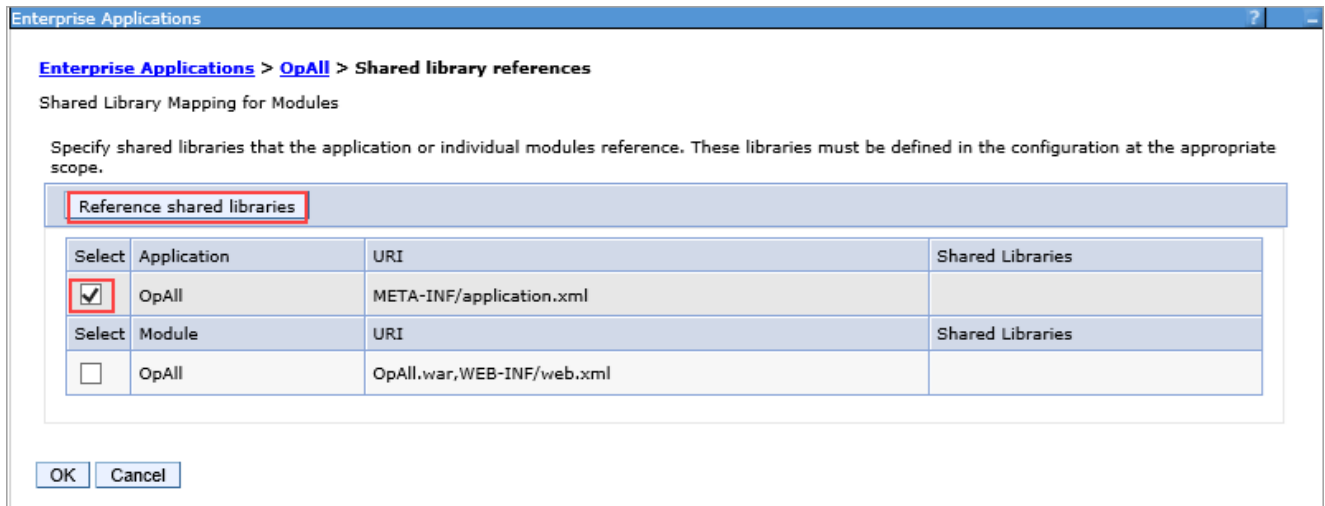 Enterprise Applications ? –
Enterprise Applications > OpAll > Shared library references
Shared Library Mapping for Modules
Specify shared libraries that the application or individual modules reference. These libraries must be defined in the configuration at the appropriate
scope.
Reference shared libraries
Select Application URI Shared Libraries
OpAll META-INF/application.xml
Select Module URI Shared Libraries
OpAll OpAll.war,WEB-INF/web.xml
OK Cancel